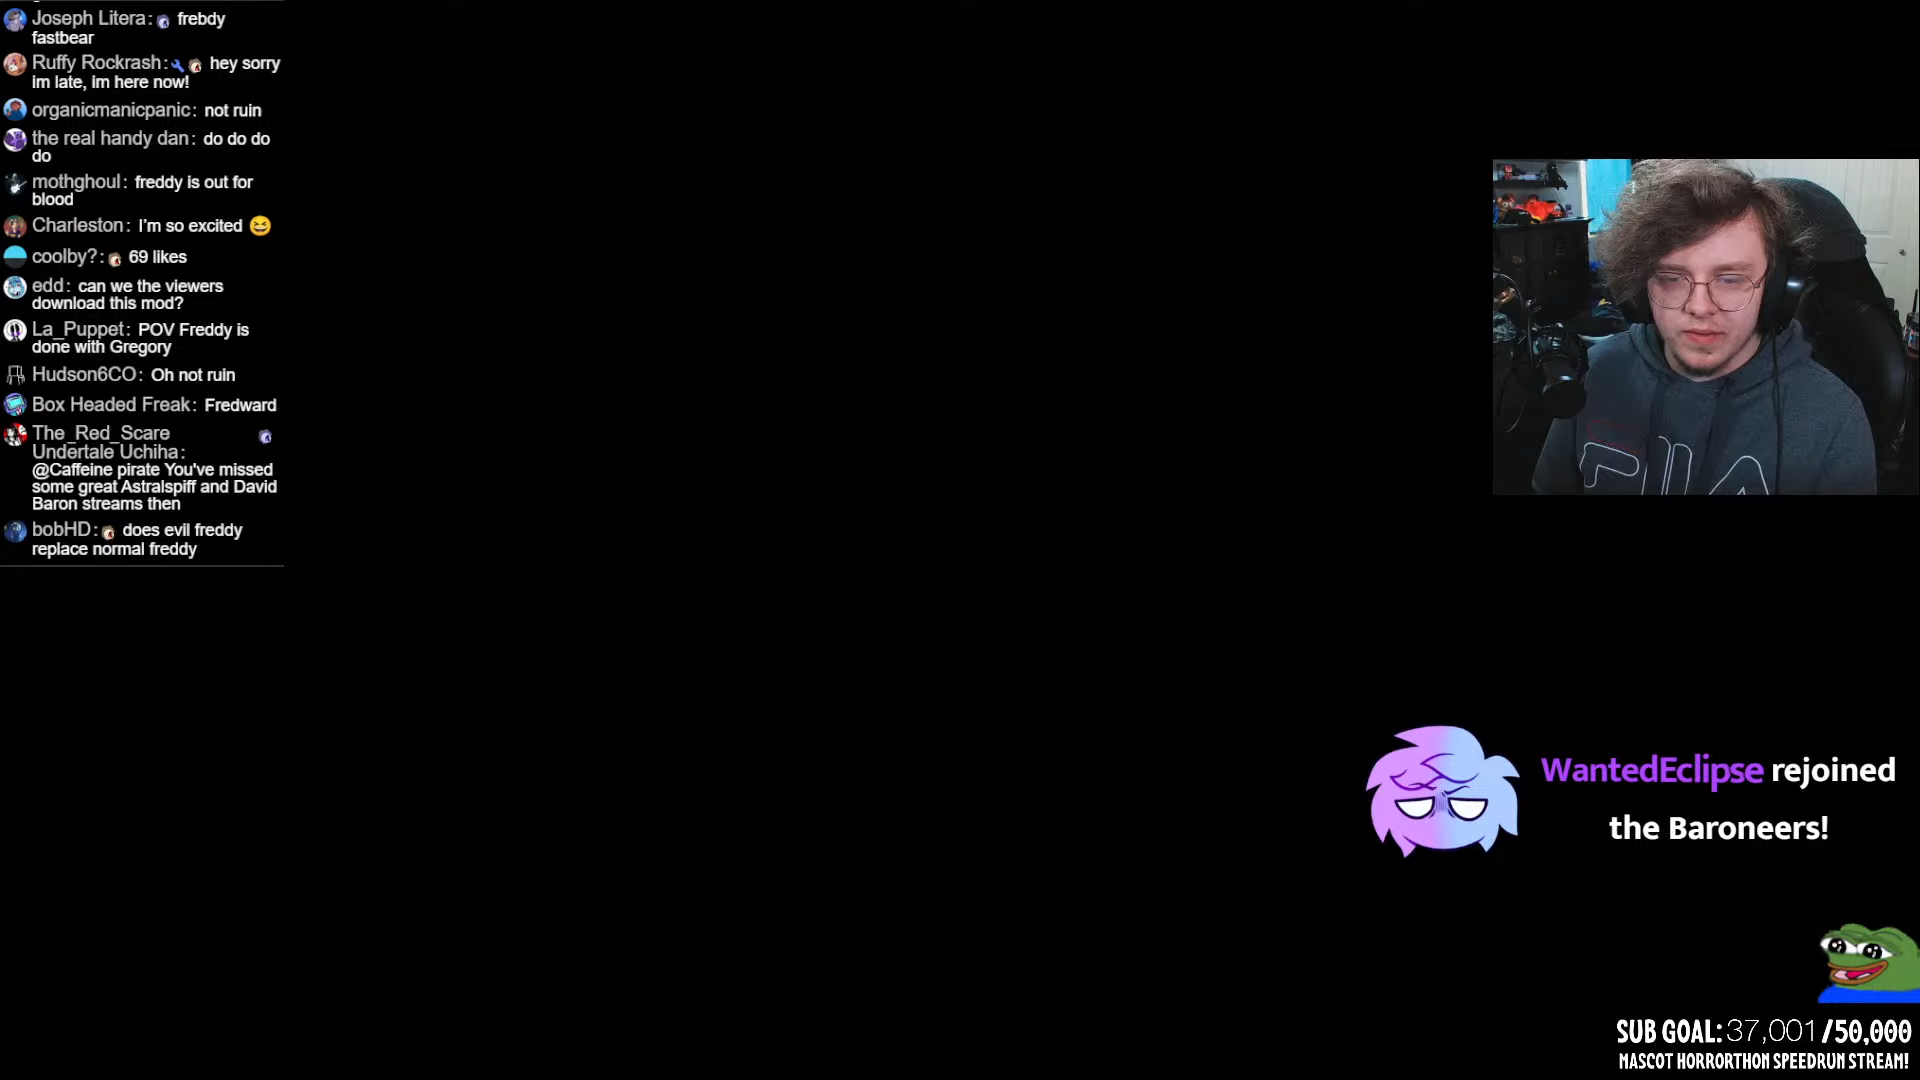 Joseph Litera: frebdy
fastbear
Ruffy Rockrash: hey sorry
im late, im here now!
organicmanicpanic: not ruin
the real handy dan: do do do
do
mothghoul: freddy is out for
blood
Charleston: I'm so excited 😆
coolby?: 69 likes
edd: can we the viewers
download this mod?
La_Puppet: POV Freddy is
done with Gregory
Hudson6CO: Oh not ruin
Box Headed Freak: Fredward
The_Red_Scare
Undertale Uchiha:
@Caffeine pirate You've missed
some great Astralspiff and David
Baron streams then
bobHD: does evil freddy
replace normal freddy
FILA
WantedEclipse rejoined
the Baroneers!
SUB GOAL: 37,001/50,000
MASCOT HORRORTHON SPEEDRUN STREAM!